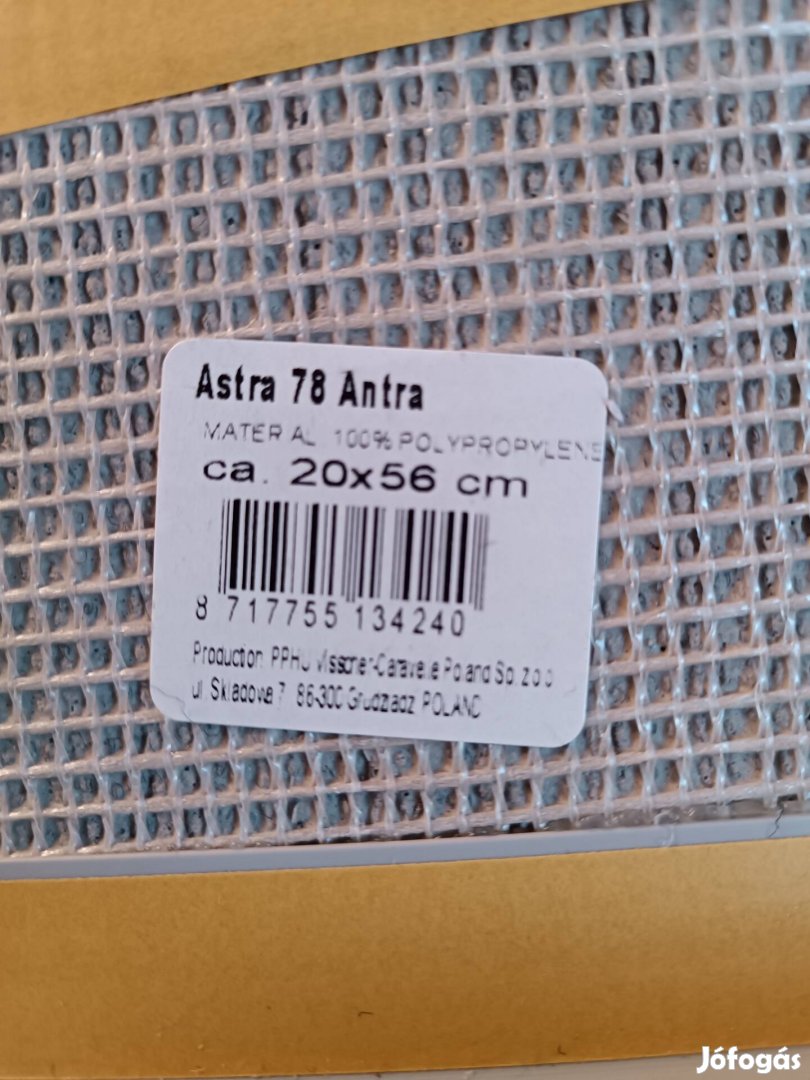 Astra 78 Antra
MATERIAL 100% POLYPROPYLENE
ca. 20x56 cm
8 717755 134240
Production: PPHU Visscher-Caravelle Poland Sp. z o.o
ul. Składowa 7 86-300 Grudziądz POLAND
Jófogás